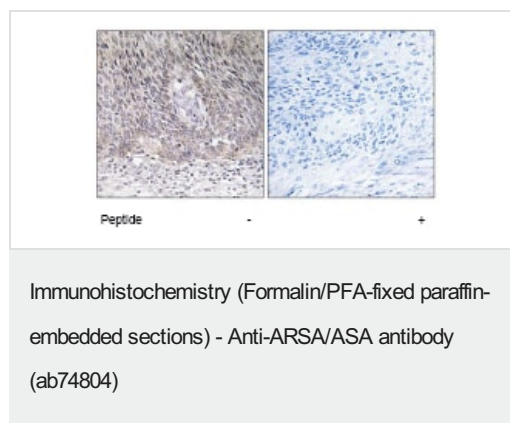 Peptide - +
Immunohistochemistry (Formalin/PFA-fixed paraffin-
embedded sections) - Anti-ARSA/ASA antibody
(ab74804)